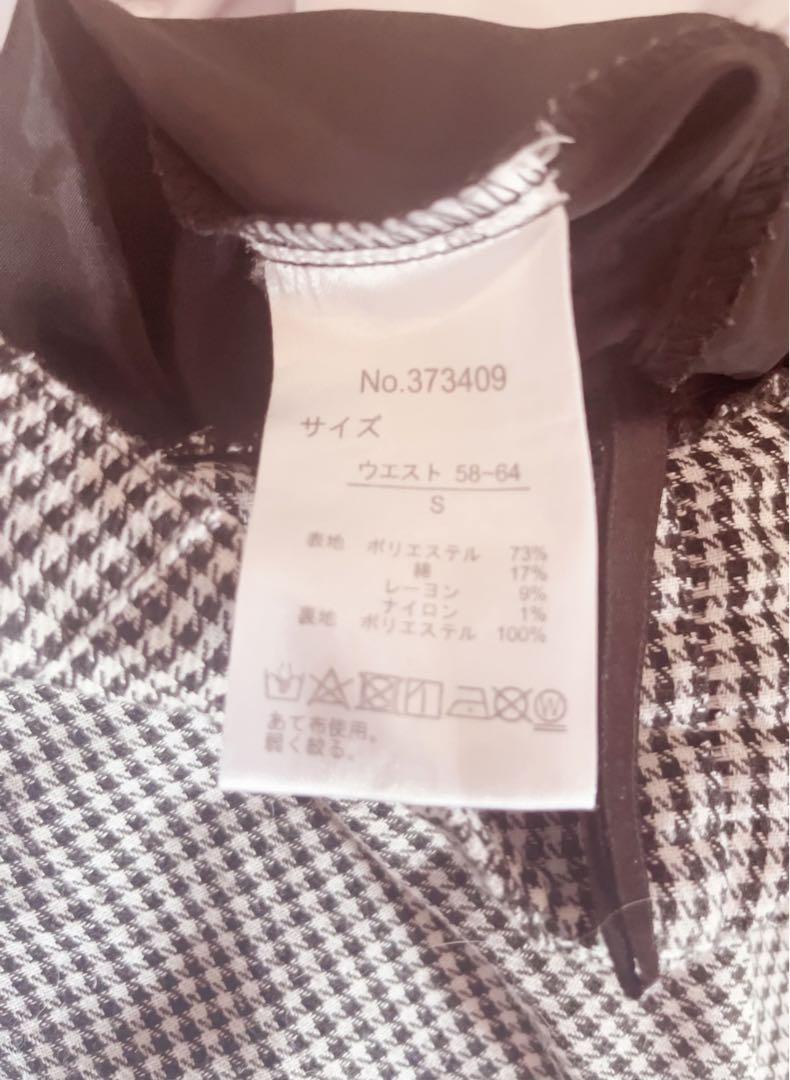 No.373409
サイズ
ウエスト 58-64
S
表地 ポリエステル 73%
綿 17%
レーヨン 9%
ナイロン 1%
裏地 ポリエステル 100%
W
あて布使用。
弱く絞る。